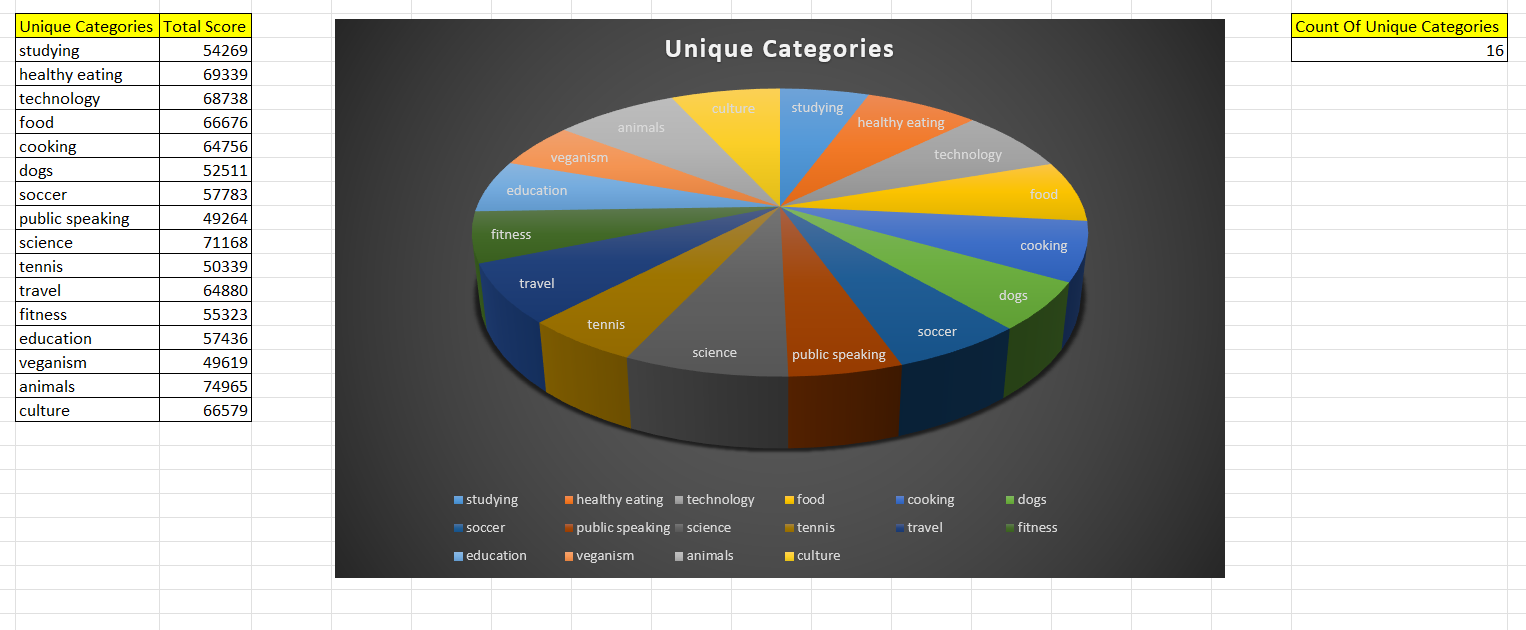 Unique Categories Total Score
studying 54269
healthy eating 69339
technology 68738
food 66676
cooking 64756
dogs 52511
soccer 57783
public speaking 49264
science 71168
tennis 50339
travel 64880
fitness 55323
education 57436
veganism 49619
animals 74965
culture 66579
Unique Categories
culture studying
animals healthy eating
veganism technology
education food
fitness cooking
travel dogs
tennis soccer
science public speaking
studying healthy eating technology food cooking dogs
soccer public speaking science tennis travel fitness
education veganism animals culture
Count Of Unique Categories
16